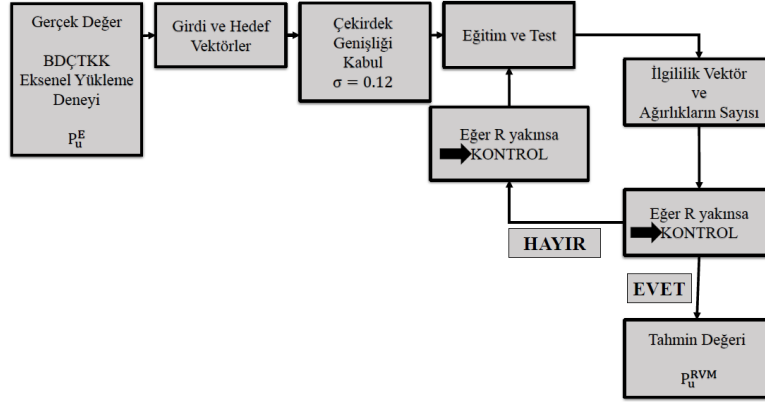 Gerçek Değer
BDÇTKK
Eksenel Yükleme
Deneyi
P_u^E
Girdi ve Hedef
Vektörler
Çekirdek
Genişliği
Kabul
σ = 0.12
Eğitim ve Test
İlgililik Vektör
ve
Ağırlıkların Sayısı
Eğer R yakınsa
KONTROL
Eğer R yakınsa
KONTROL
HAYIR
EVET
Tahmin Değeri
P_u^RVM